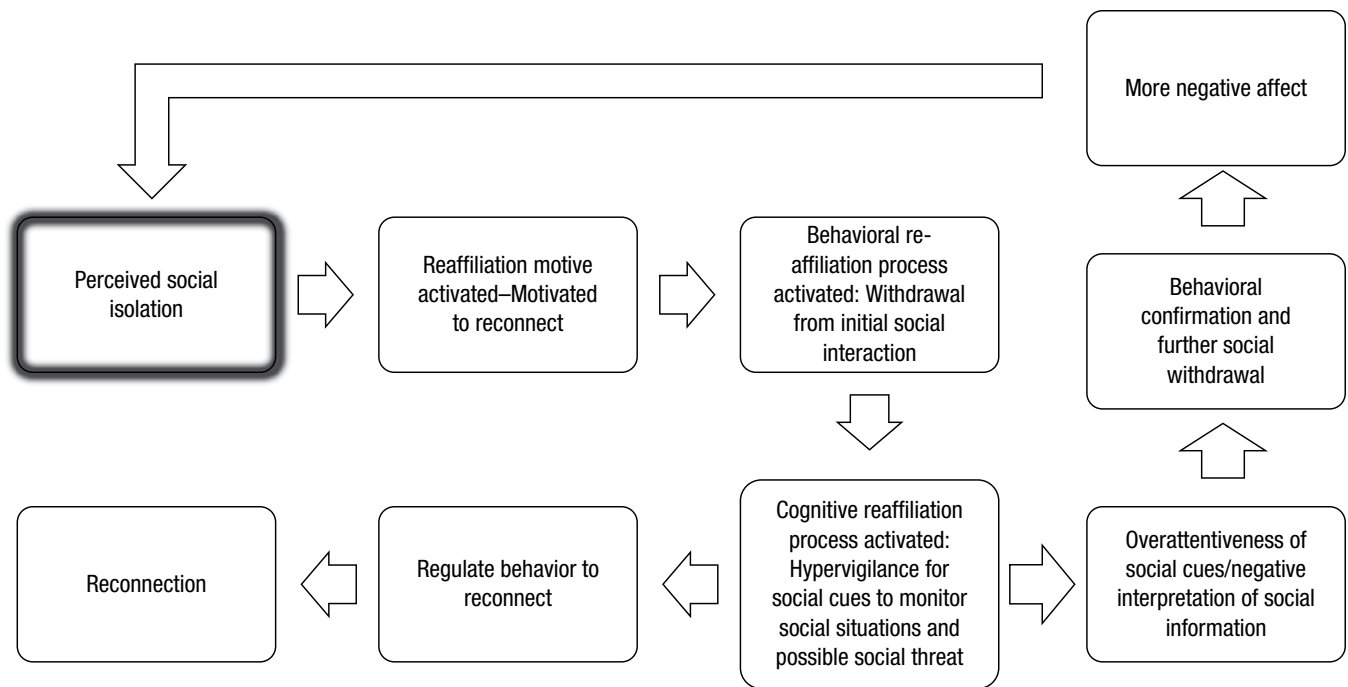 More negative affect
Perceived social
isolation
Reaffiliation motive
activated–Motivated
to reconnect
Behavioral re-
affiliation process
activated: Withdrawal
from initial social
interaction
Behavioral
confirmation and
further social
withdrawal
Reconnection
Regulate behavior to
reconnect
Cognitive reaffiliation
process activated:
Hypervigilance for
social cues to monitor
social situations and
possible social threat
Overattentiveness of
social cues/negative
interpretation of social
information